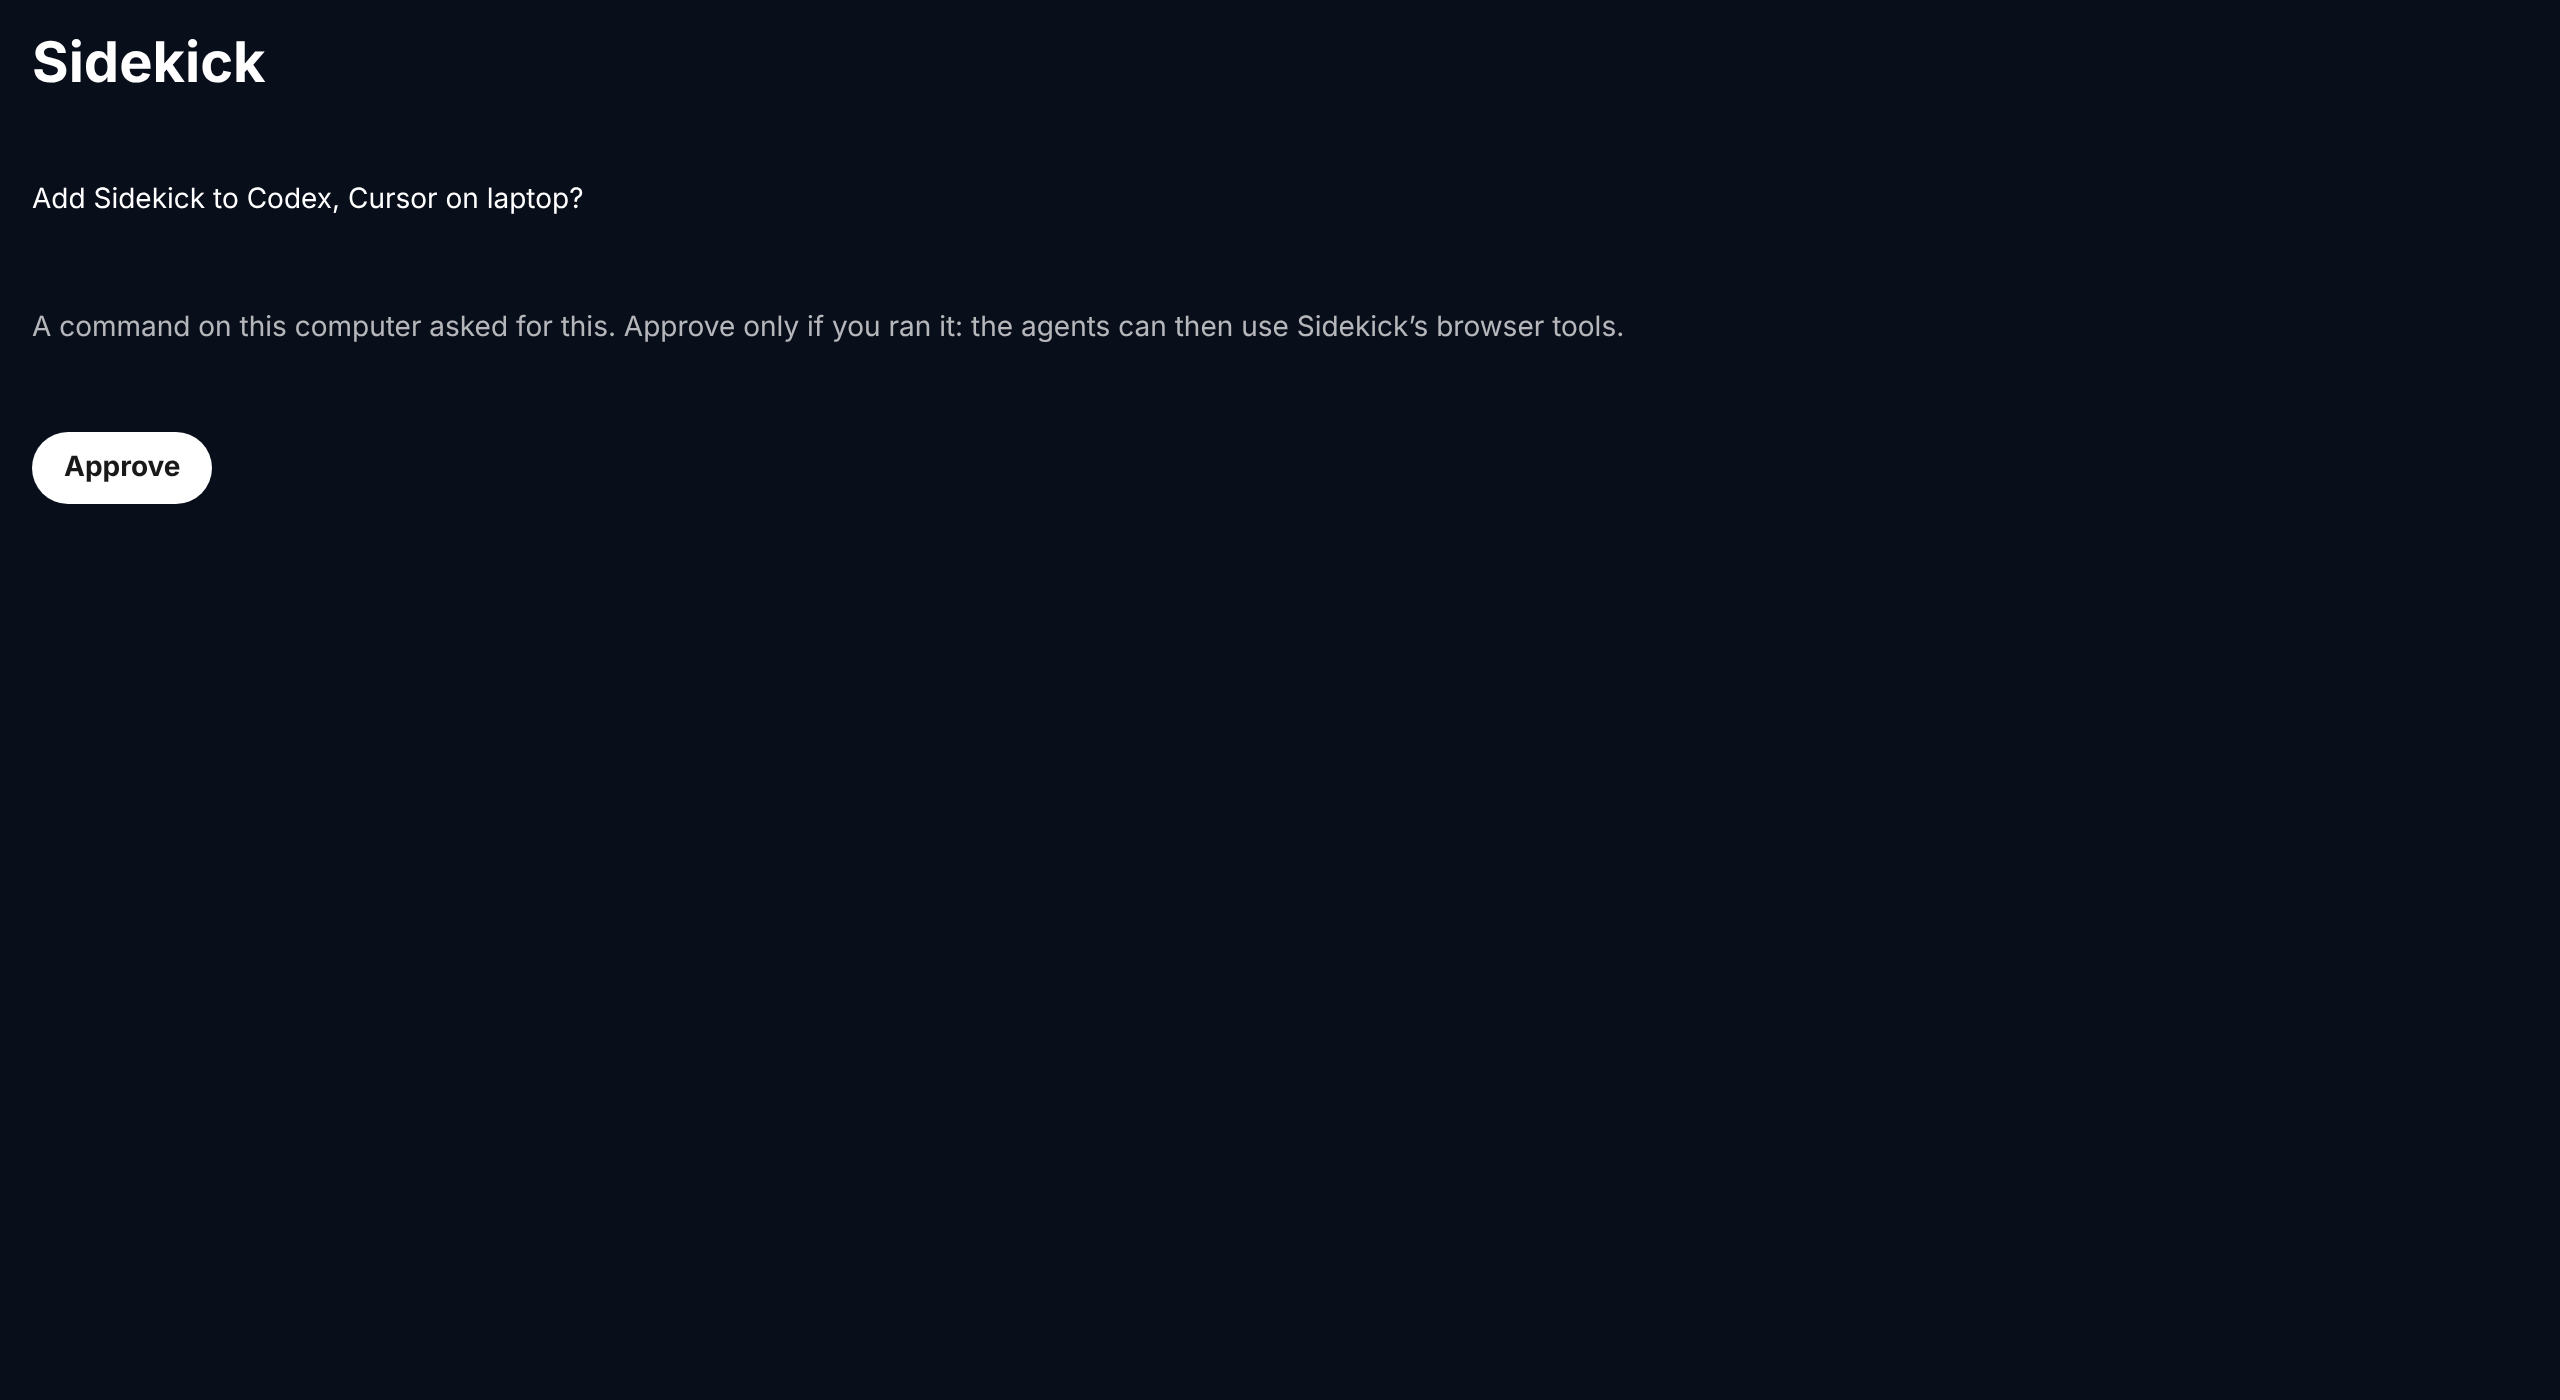 Sidekick
Add Sidekick to Codex, Cursor on laptop?
A command on this computer asked for this. Approve only if you ran it: the agents can then use Sidekick’s browser tools.
Approve